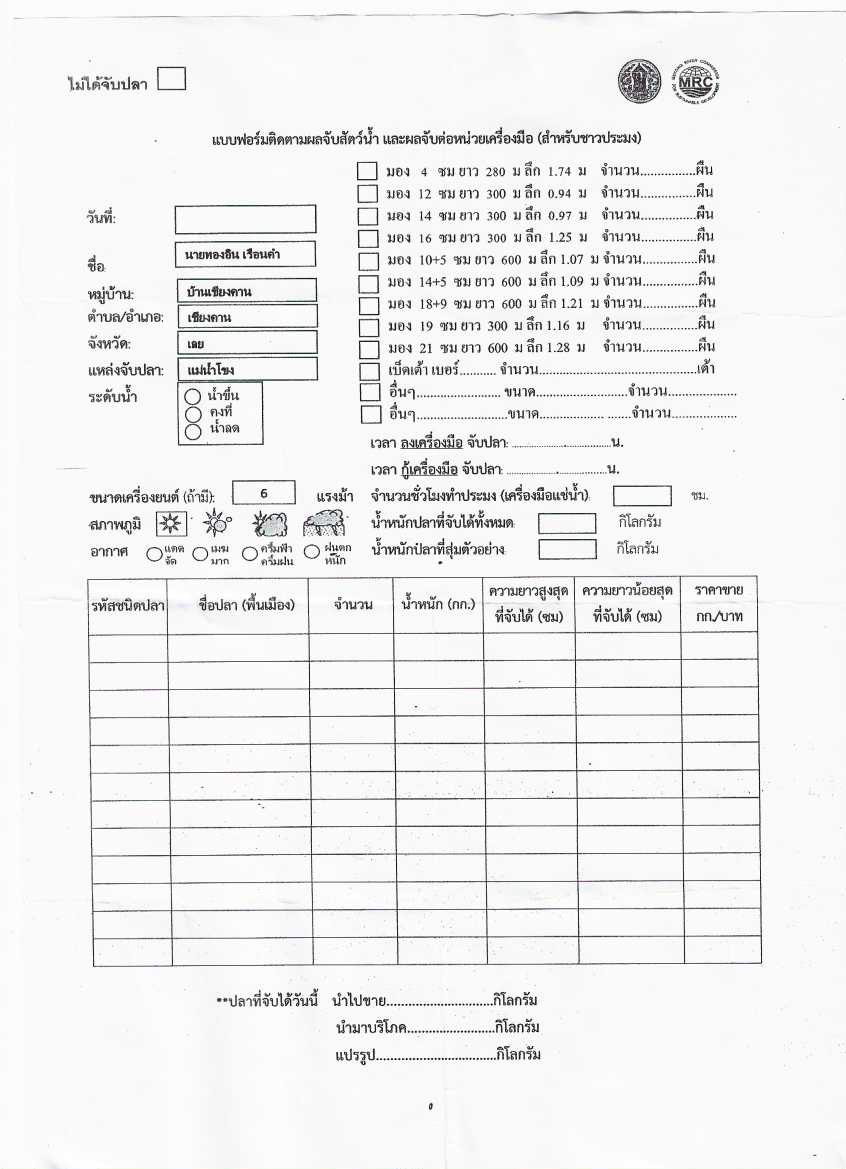 ไม่ได้จับปลา
MEKONG RIVER COMMISSION
MRC
FOR SUSTAINABLE DEVELOPMENT
แบบฟอร์มติดตามผลจับสัตว์น้ำ และผลจับต่อหน่วยเครื่องมือ (สำหรับชาวประมง)
มอง 4 ซม ยาว 280 ม ลึก 1.74 ม จำนวน...............ผืน
มอง 12 ซม ยาว 300 ม ลึก 0.94 ม จำนวน...............ผืน
มอง 14 ซม ยาว 300 ม ลึก 0.97 ม จำนวน...............ผืน
มอง 16 ซม ยาว 300 ม ลึก 1.25 ม จำนวน...............ผืน
มอง 10+5 ซม ยาว 600 ม ลึก 1.07 ม จำนวน...............ผืน
มอง 14+5 ซม ยาว 600 ม ลึก 1.09 ม จำนวน...............ผืน
มอง 18+9 ซม ยาว 600 ม ลึก 1.21 ม จำนวน...............ผืน
มอง 19 ซม ยาว 300 ม ลึก 1.16 ม จำนวน...............ผืน
มอง 21 ซม ยาว 600 ม ลึก 1.28 ม จำนวน...............ผืน
เบ็ดเต้า เบอร์.......... จำนวน...........................................เต้า
อื่นๆ........................ ขนาด.........................จำนวน...................
อื่นๆ.........................ขนาด.................. .......จำนวน..................
วันที่:
ชื่อ นายทองอิน เรือนคำ
หมู่บ้าน: บ้านเชียงคาน
ตำบล/อำเภอ: เชียงคาน
จังหวัด: เลย
แหล่งจับปลา: แม่น้ำโขง
ระดับน้ำ น้ำขึ้น
คงที่
น้ำลด
เวลา ลงเครื่องมือ จับปลา: ...........................น.
เวลา กู้เครื่องมือ จับปลา: ...........................น.
ขนาดเครื่องยนต์ (ถ้ามี): 6 แรงม้า จำนวนชั่วโมงทำประมง (เครื่องมือแช่น้ำ) ชม.
สภาพภูมิ น้ำหนักปลาที่จับได้ทั้งหมด กิโลกรัม
อากาศ แดดจัด เมฆมาก ครึ้มฟ้าครึ้มฝน ฝนตกหนัก น้ำหนักปลาที่สุ่มตัวอย่าง กิโลกรัม
รหัสชนิดปลา ชื่อปลา (พื้นเมือง) จำนวน น้ำหนัก (กก.) ความยาวสูงสุด ความยาวน้อยสุด ราคาขาย
ที่จับได้ (ซม) ที่จับได้ (ซม) กก./บาท
**ปลาที่จับได้วันนี้ นำไปขาย.............................กิโลกรัม
นำมาบริโภค........................กิโลกรัม
แปรรูป.................................กิโลกรัม